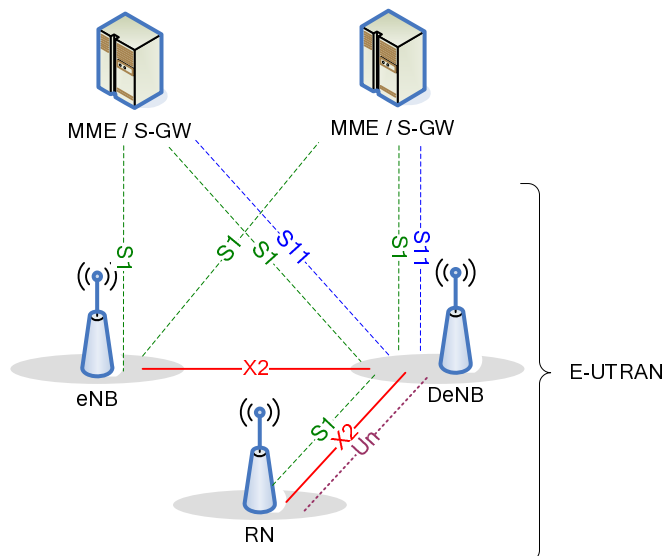 MME / S-GW
MME / S-GW
S1
S1
S1
S11
S1
S11
eNB
X2
DeNB
E-UTRAN
S1
X2
Un
RN